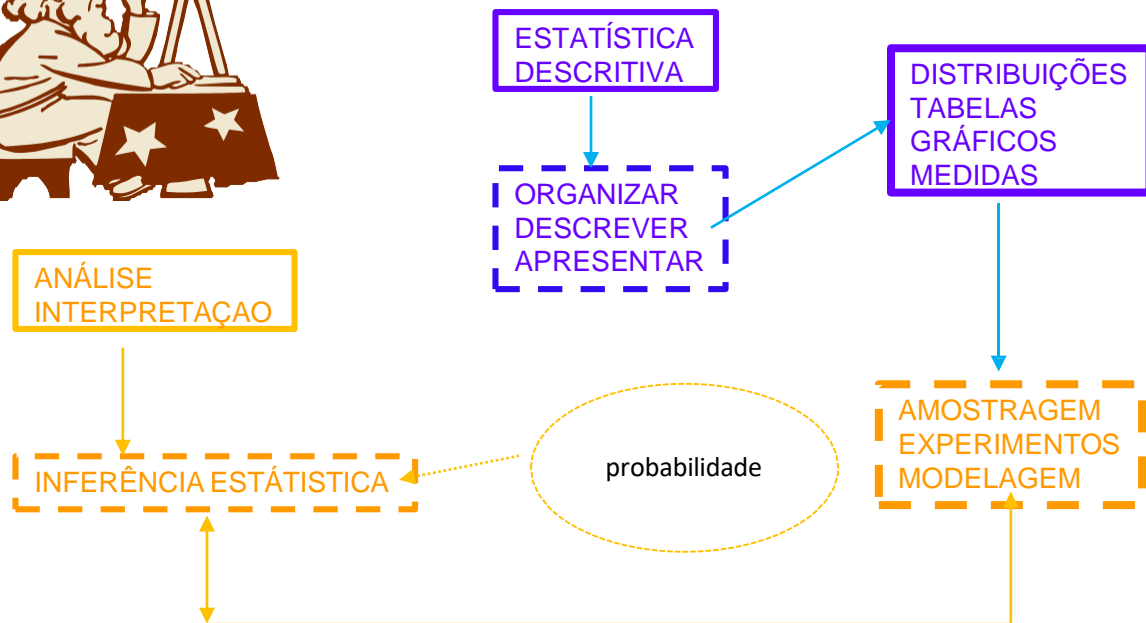 ESTATÍSTICA
DESCRITIVA
DISTRIBUIÇÕES
TABELAS
GRÁFICOS
MEDIDAS
ORGANIZAR
DESCREVER
APRESENTAR
ANÁLISE
INTERPRETAÇAO
AMOSTRAGEM
EXPERIMENTOS
MODELAGEM
probabilidade
INFERÊNCIA ESTÁTISTICA